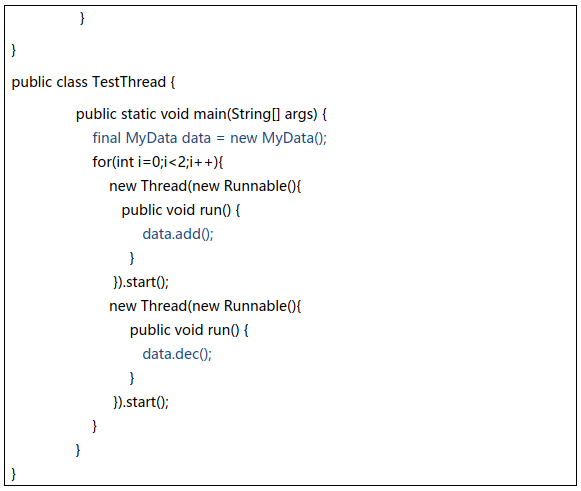 }
}
public class TestThread {
public static void main(String[] args) {
final MyData data = new MyData();
for(int i=0;i<2;i++){
new Thread(new Runnable(){
public void run() {
data.add();
}
}).start();
new Thread(new Runnable(){
public void run() {
data.dec();
}
}).start();
}
}
}